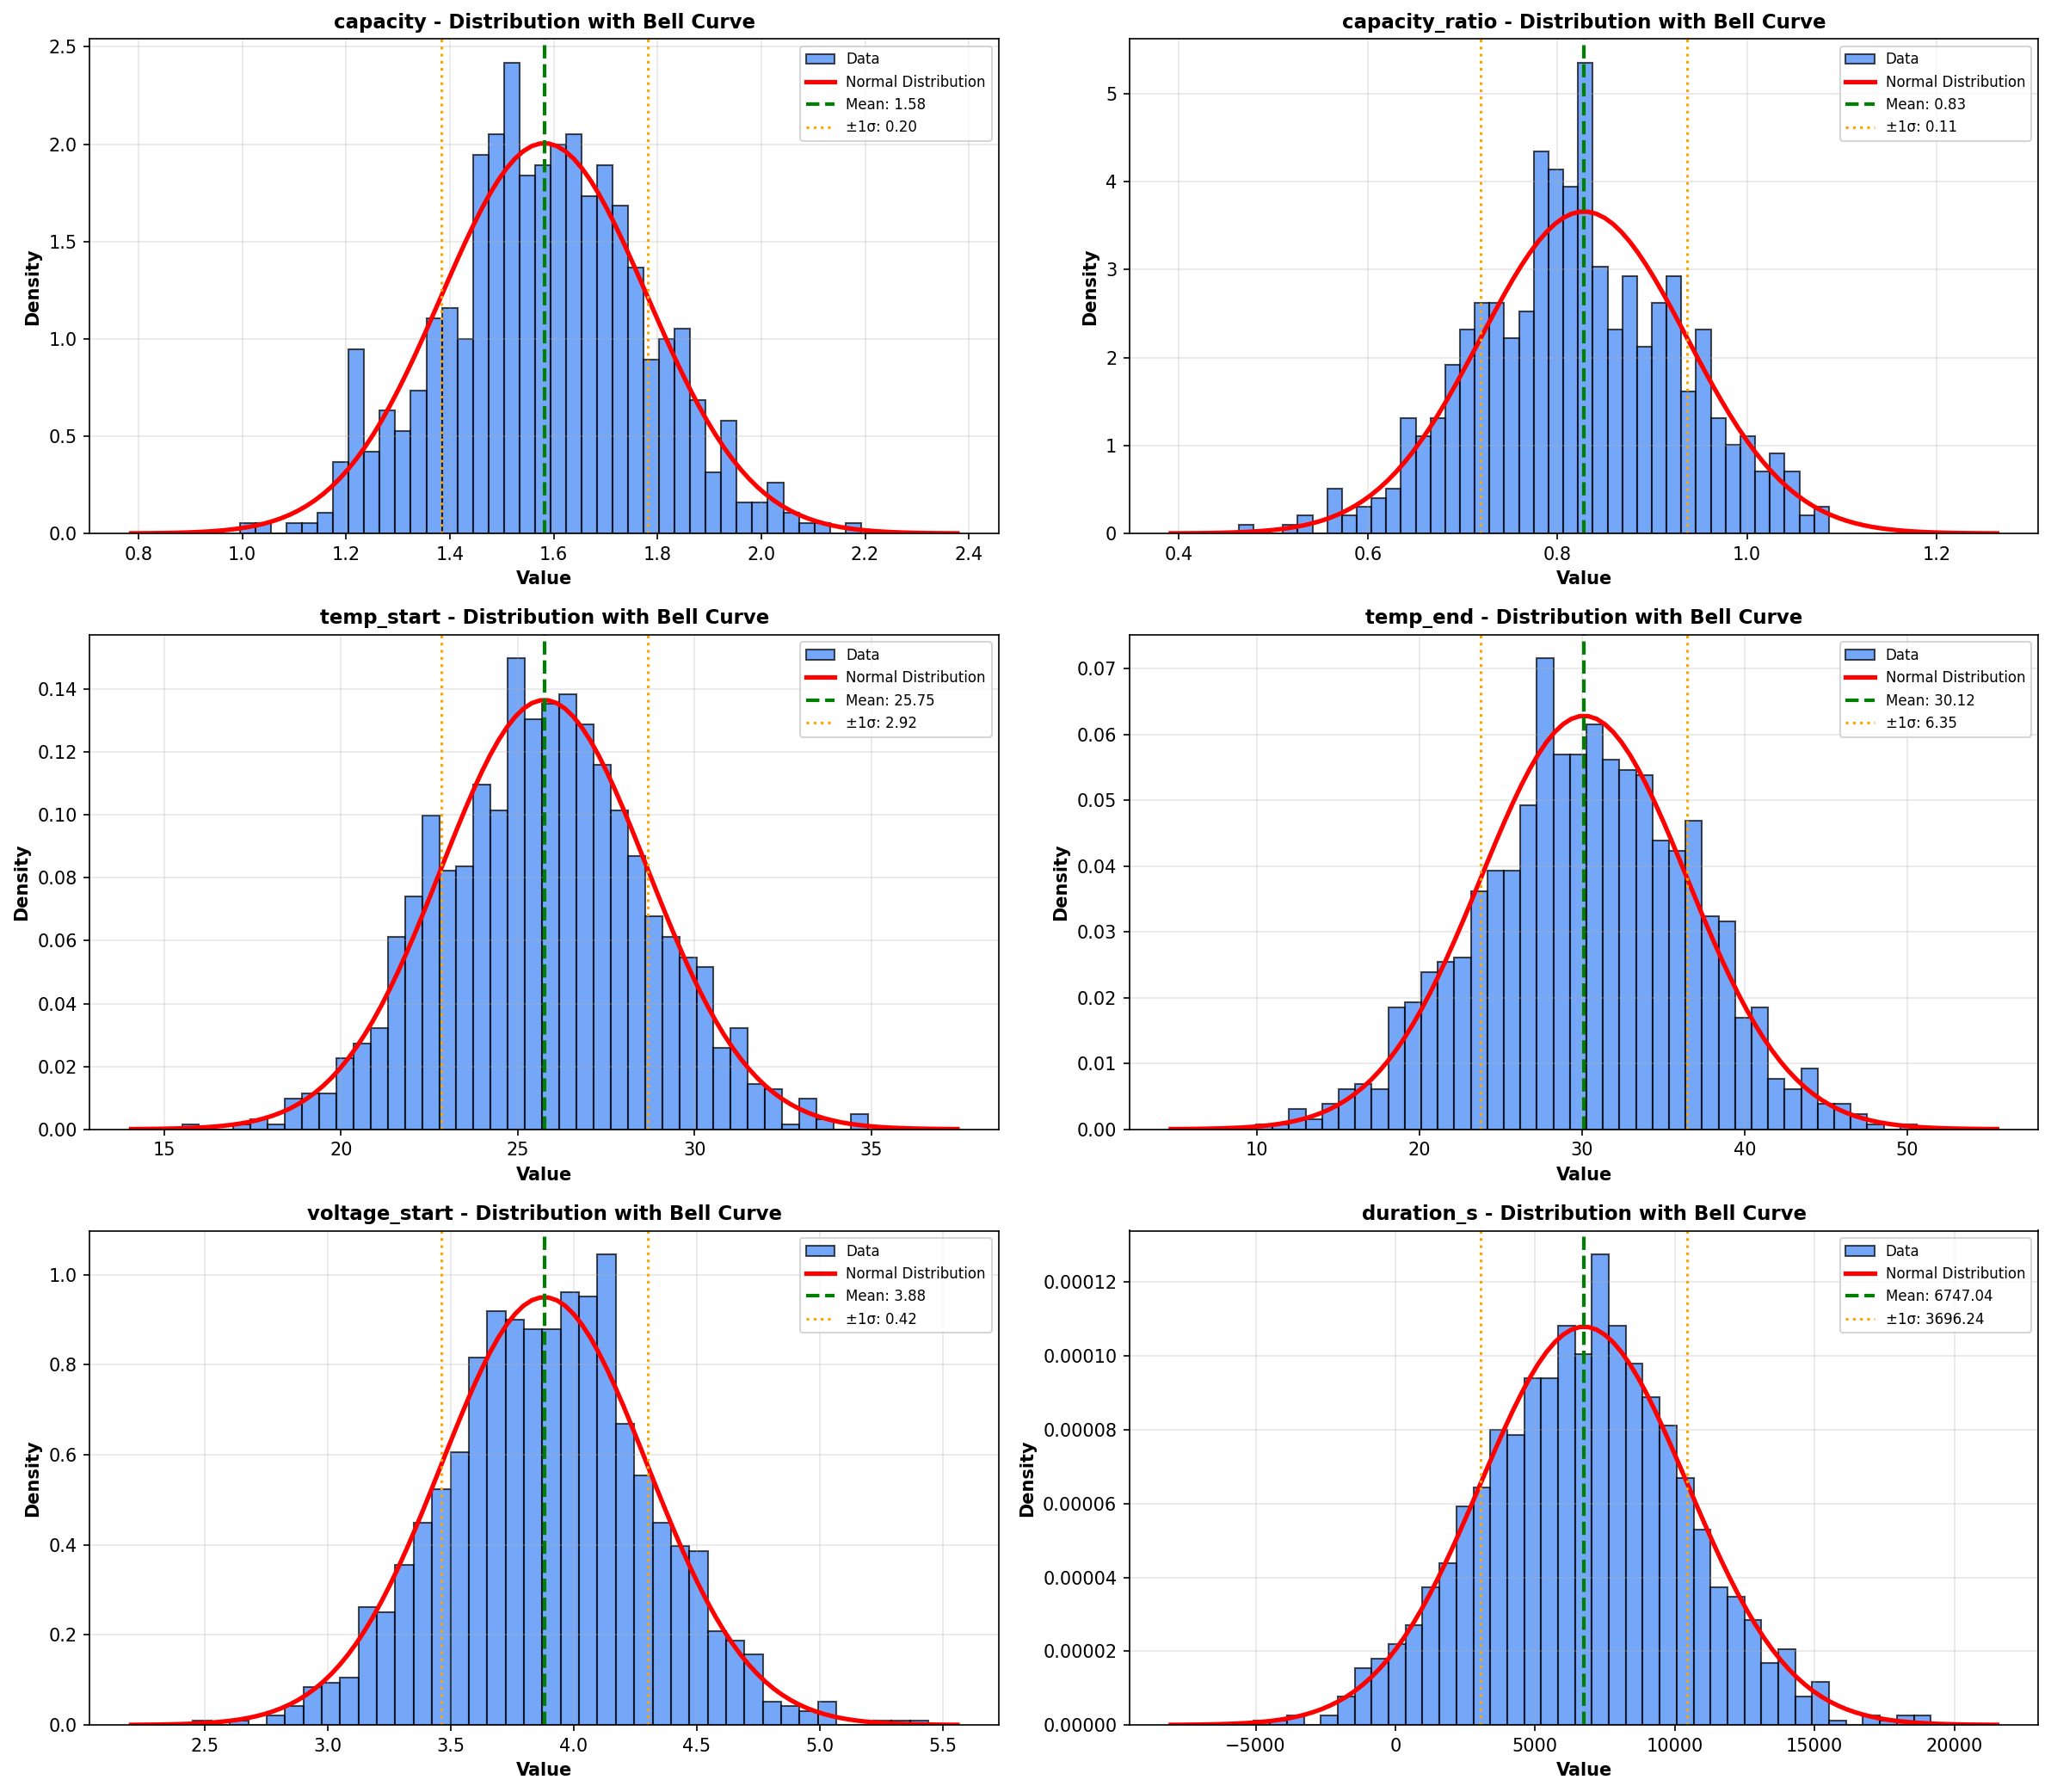 capacity - Distribution with Bell Curve
2.5
2.0
1.5
1.0
0.5
0.0
Density
Data
Normal Distribution
Mean: 1.58
±1σ: 0.20
0.8 1.0 1.2 1.4 1.6 1.8 2.0 2.2 2.4
Value
capacity_ratio - Distribution with Bell Curve
5
4
3
2
1
0
Density
Data
Normal Distribution
Mean: 0.83
±1σ: 0.11
0.4 0.6 0.8 1.0 1.2
Value
temp_start - Distribution with Bell Curve
0.14
0.12
0.10
0.08
0.06
0.04
0.02
0.00
Density
Data
Normal Distribution
Mean: 25.75
±1σ: 2.92
15 20 25 30 35
Value
temp_end - Distribution with Bell Curve
0.07
0.06
0.05
0.04
0.03
0.02
0.01
0.00
Density
Data
Normal Distribution
Mean: 30.12
±1σ: 6.35
10 20 30 40 50
Value
voltage_start - Distribution with Bell Curve
1.0
0.8
0.6
0.4
0.2
0.0
Density
Data
Normal Distribution
Mean: 3.88
±1σ: 0.42
2.5 3.0 3.5 4.0 4.5 5.0 5.5
Value
duration_s - Distribution with Bell Curve
0.00012
0.00010
0.00008
0.00006
0.00004
0.00002
0.00000
Density
Data
Normal Distribution
Mean: 6747.04
±1σ: 3696.24
−5000 0 5000 10000 15000 20000
Value